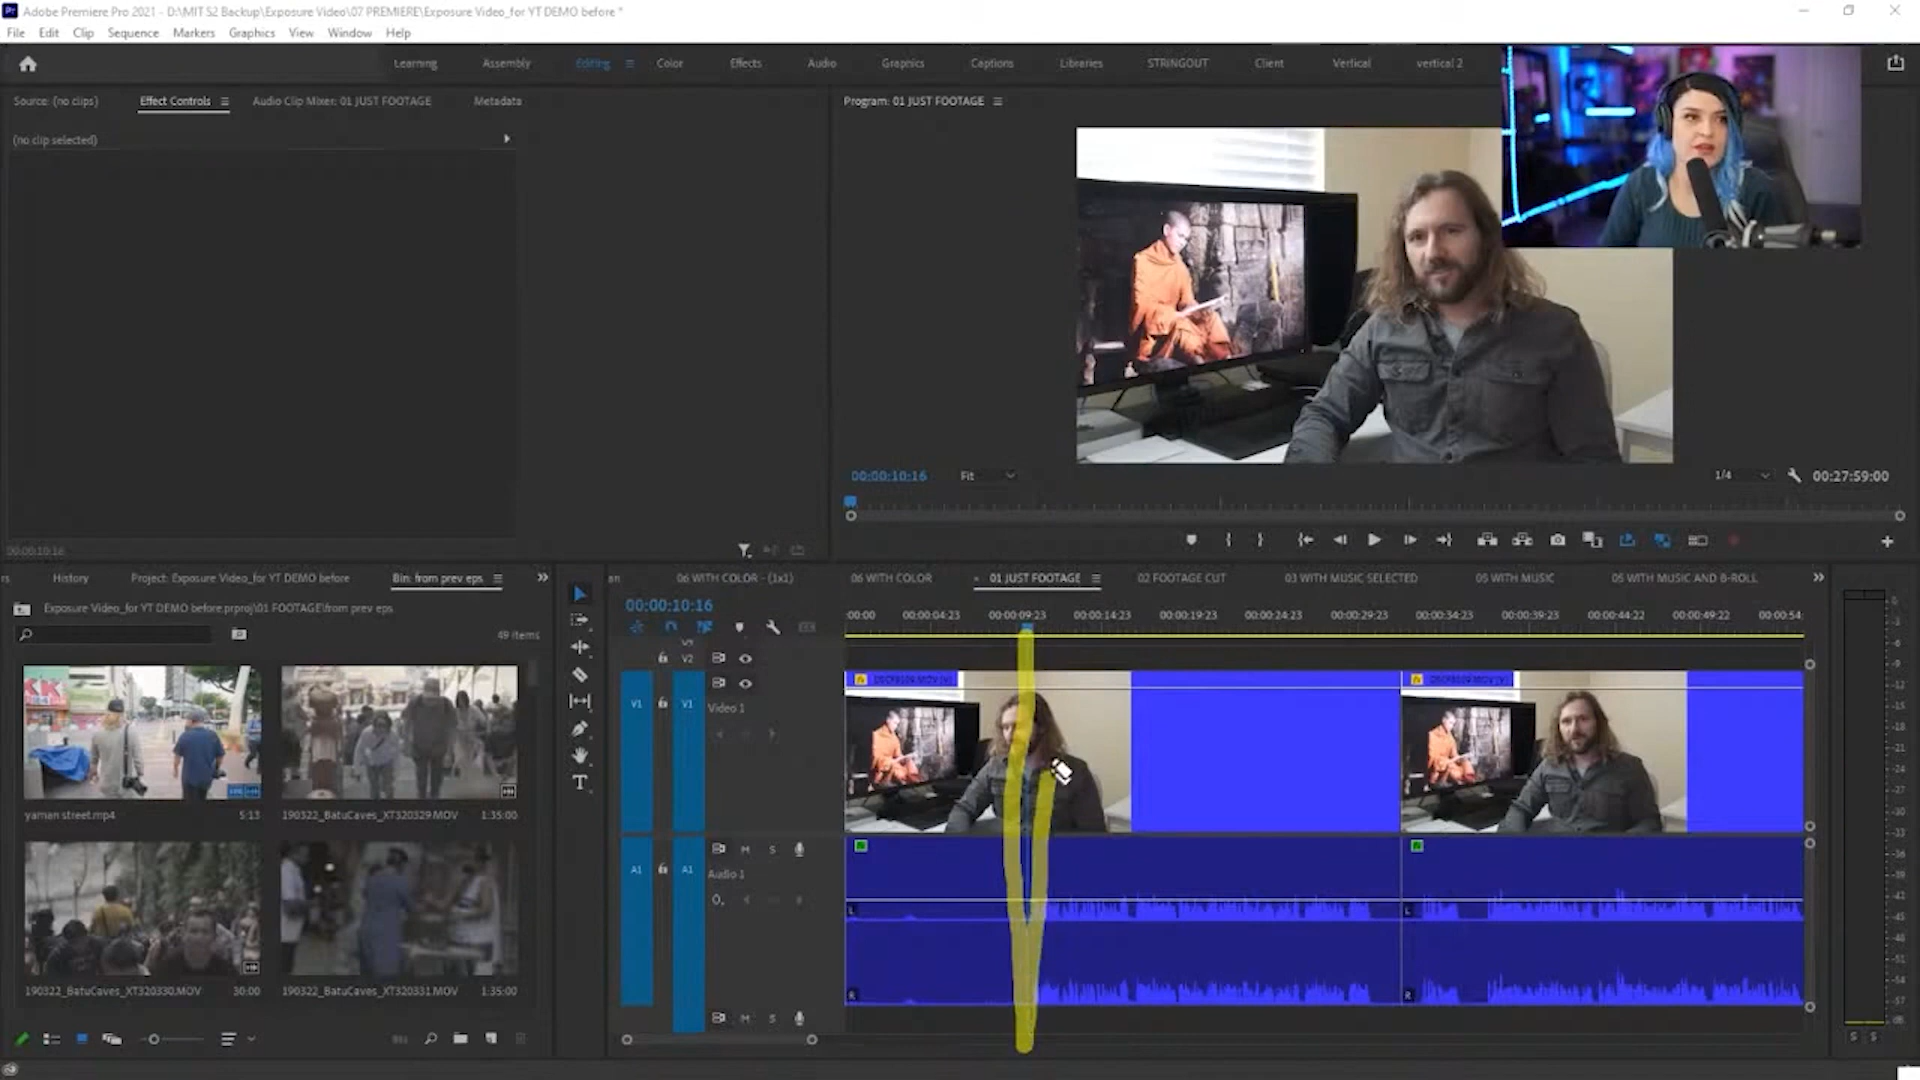 Adobe Premiere Pro 2021 - D:\MIT S2 Backup\Exposure Video\07 PREMIERE\Exposure Video_for YT DEMO before *
File Edit Clip Sequence Markers Graphics View Window Help
Learning Assembly Editing Color Effects Audio Graphics Captions Libraries STRINGOUT Client Vertical vertical 2
Source: (no clips) Effect Controls Audio Clip Mixer: 01 JUST FOOTAGE Metadata
Program: 01 JUST FOOTAGE
(no clip selected)
00:00:10:16 Fit 1/4 00:27:59:00
00:00:10:16
History Project: Exposure Video_for YT DEMO before Bin: from prev eps
06 WITH COLOR - (1x1) 06 WITH COLOR 01 JUST FOOTAGE 02 FOOTAGE CUT 03 WITH MUSIC SELECTED 05 WITH MUSIC 05 WITH MUSIC AND B-ROLL
Exposure Video_for YT DEMO before.prproj\01 FOOTAGE\from prev eps
49 items
00:00:10:16
:00:00 00:00:04:23 00:00:09:23 00:00:14:23 00:00:19:23 00:00:24:23 00:00:29:23 00:00:34:23 00:00:39:23 00:00:44:22 00:00:49:22 00:00:54:
V2
V1 V1 Video 1
yaman street.mp4 5:13
190322_BatuCaves_XT320329.MOV 1:35:00
A1 A1 M S
Audio 1
L L
R R
190322_BatuCaves_XT320330.MOV 30:00
190322_BatuCaves_XT320331.MOV 1:35:00
M S
S S